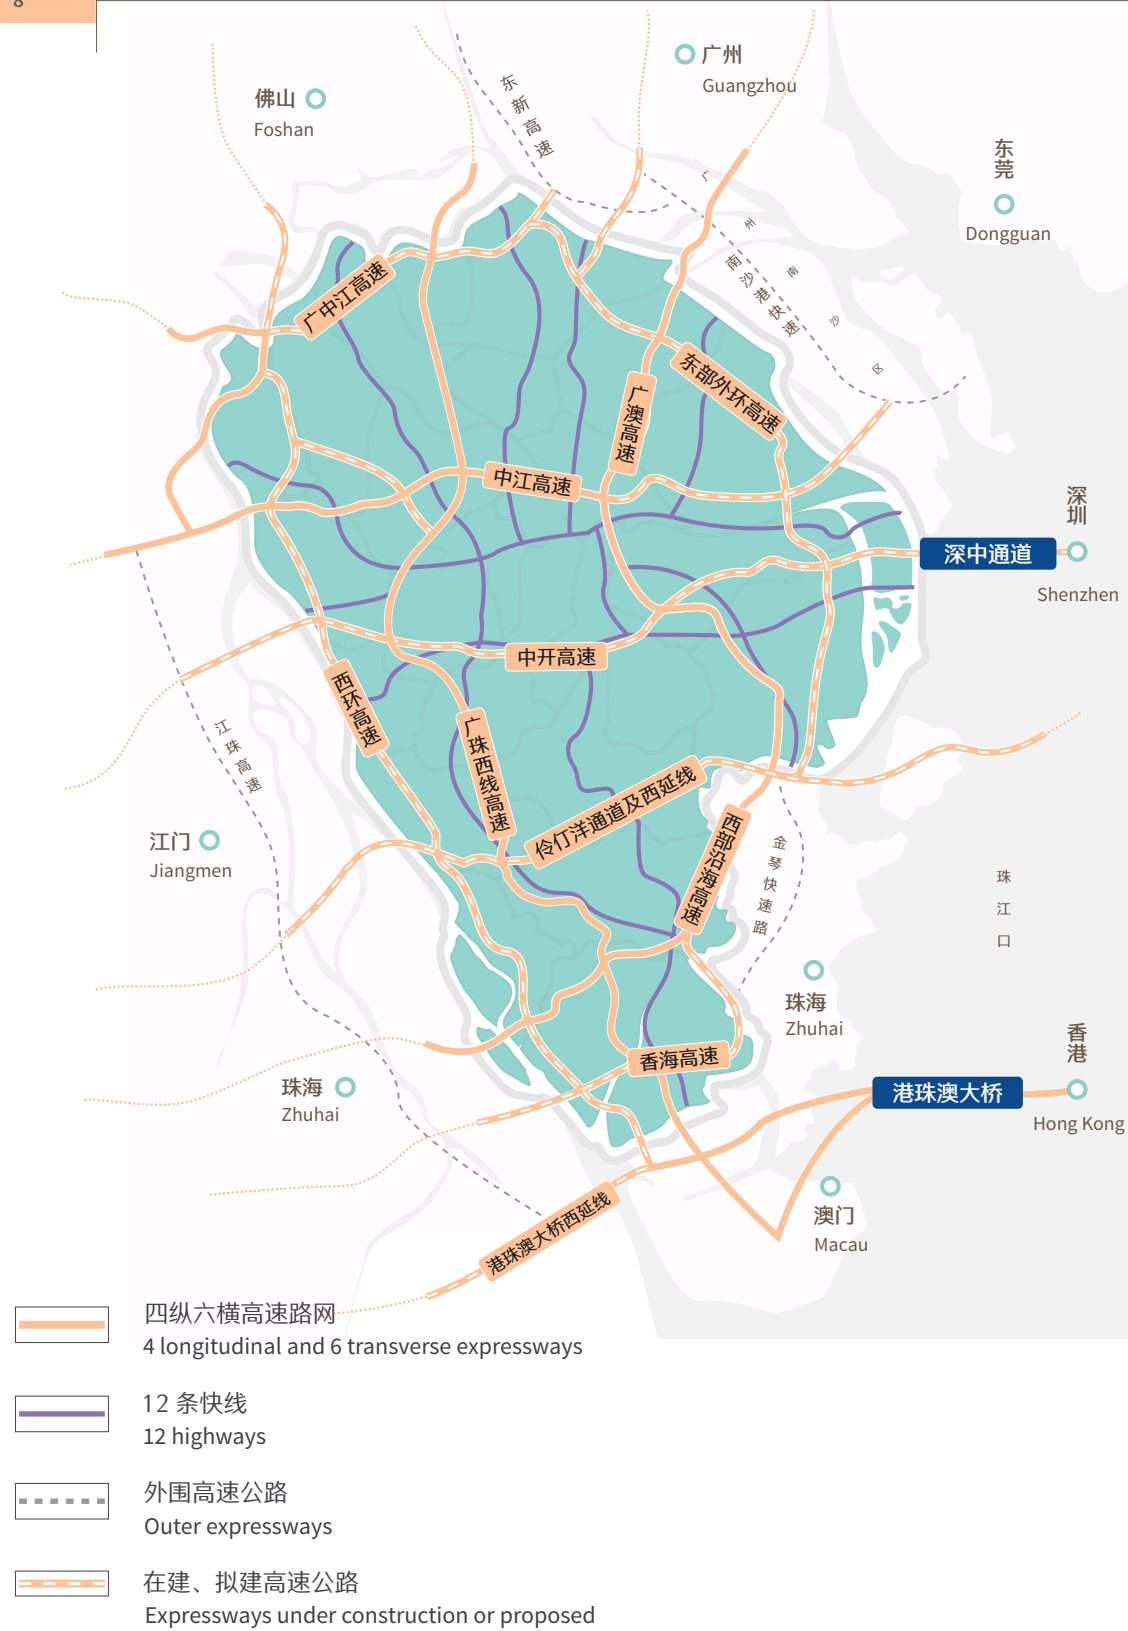 8
广州
Guangzhou
佛山
Foshan
东新高速
东莞
Dongguan
广州南沙区
南沙港快速
广中江高速
东部外环高速
广澳高速
中江高速
深圳
深中通道
Shenzhen
中开高速
西环高速
广珠西线高速
江珠高速
伶仃洋通道及西延线
西部沿海高速
金琴快速路
江门
Jiangmen
珠江口
珠海
Zhuhai
香港
香海高速
珠海
Zhuhai
港珠澳大桥
Hong Kong
港珠澳大桥西延线
澳门
Macau
四纵六横高速路网
4 longitudinal and 6 transverse expressways
12 条快线
12 highways
外围高速公路
Outer expressways
在建、拟建高速公路
Expressways under construction or proposed